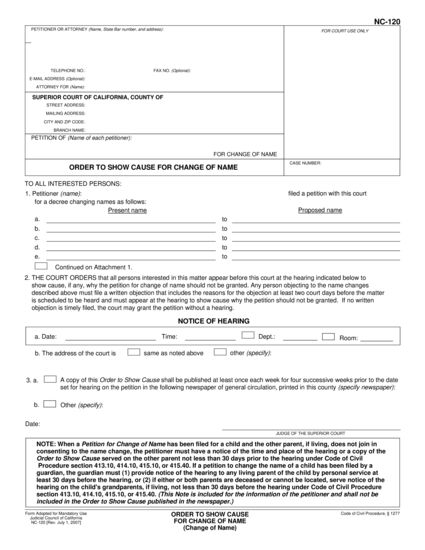 NC-120
PETITIONER OR ATTORNEY (Name, State Bar number, and address):
FOR COURT USE ONLY
TELEPHONE NO.:
FAX NO. (Optional):
E-MAIL ADDRESS (Optional):
ATTORNEY FOR (Name):
SUPERIOR COURT OF CALIFORNIA, COUNTY OF
STREET ADDRESS:
MAILING ADDRESS:
CITY AND ZIP CODE:
BRANCH NAME:
PETITION OF (Name of each petitioner):
FOR CHANGE OF NAME
ORDER TO SHOW CAUSE FOR CHANGE OF NAME
CASE NUMBER:
TO ALL INTERESTED PERSONS:
1. Petitioner (name): filed a petition with this court
for a decree changing names as follows:
Present name Proposed name
a. to
b. to
c. to
d. to
e. to
Continued on Attachment 1.
2. THE COURT ORDERS that all persons interested in this matter appear before this court at the hearing indicated below to
show cause, if any, why the petition for change of name should not be granted. Any person objecting to the name changes
described above must file a written objection that includes the reasons for the objection at least two court days before the matter
is scheduled to be heard and must appear at the hearing to show cause why the petition should not be granted. If no written
objection is timely filed, the court may grant the petition without a hearing.
NOTICE OF HEARING
a. Date: Time: Dept.: Room:
b. The address of the court is same as noted above other (specify):
3. a. A copy of this Order to Show Cause shall be published at least once each week for four successive weeks prior to the date
set for hearing on the petition in the following newspaper of general circulation, printed in this county (specify newspaper):
b. Other (specify):
Date:
JUDGE OF THE SUPERIOR COURT
NOTE: When a Petition for Change of Name has been filed for a child and the other parent, if living, does not join in
consenting to the name change, the petitioner must have a notice of the time and place of the hearing or a copy of the
Order to Show Cause served on the other parent not less than 30 days prior to the hearing under Code of Civil
Procedure section 413.10, 414.10, 415.10, or 415.40. If a petition to change the name of a child has been filed by a
guardian, the guardian must (1) provide notice of the hearing to any living parent of the child by personal service at
least 30 days before the hearing, or (2) if either or both parents are deceased or cannot be located, serve notice of the
hearing on the child's grandparents, if living, not less than 30 days before the hearing under Code of Civil Procedure
section 413.10, 414.10, 415.10, or 415.40. (This Note is included for the information of the petitioner and shall not be
included in the Order to Show Cause published in the newspaper.)
Form Adopted for Mandatory Use
Judicial Council of California
NC-120 [Rev. July 1, 2007]
ORDER TO SHOW CAUSE
FOR CHANGE OF NAME
(Change of Name)
Code of Civil Procedure, § 1277